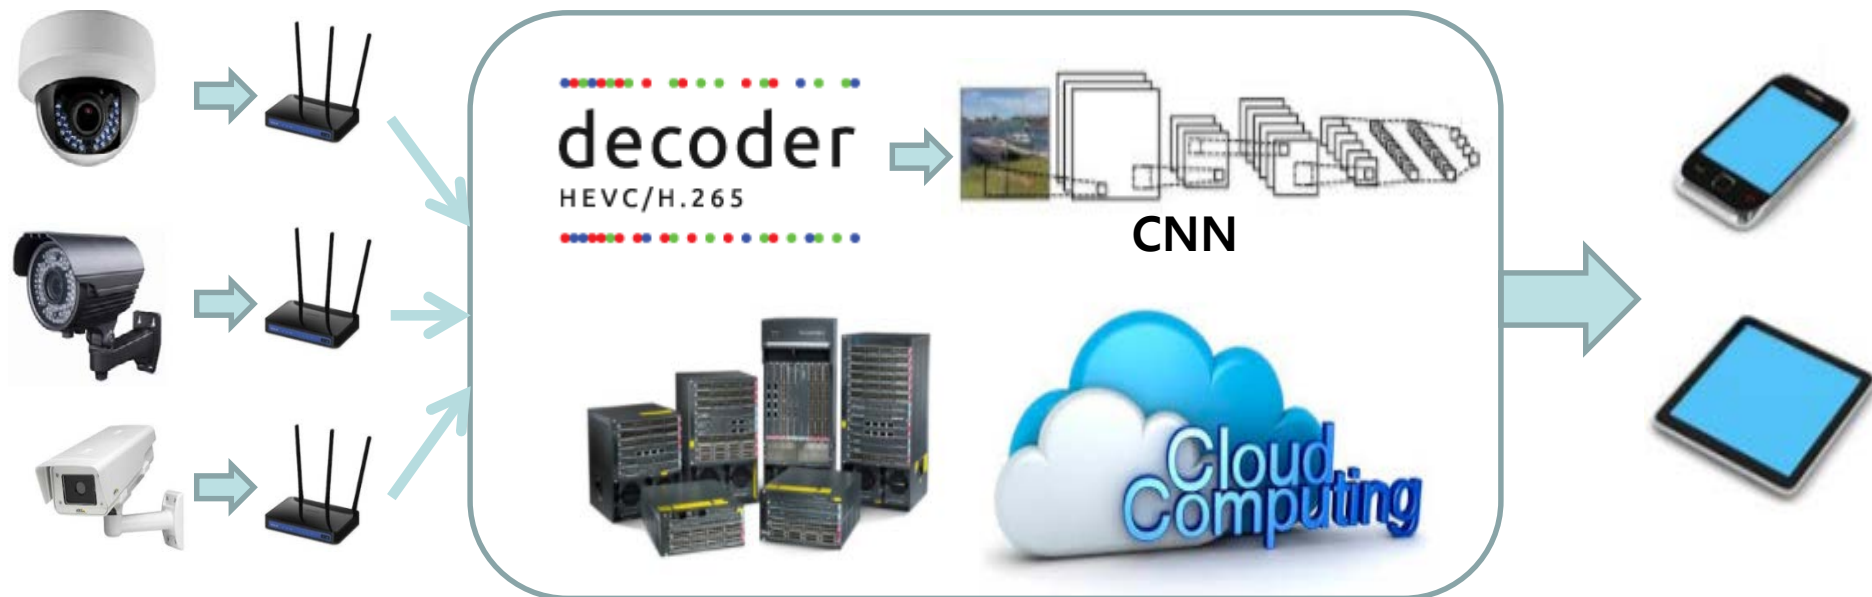 decoder
HEVC/H.265
CNN
Cloud
Computing